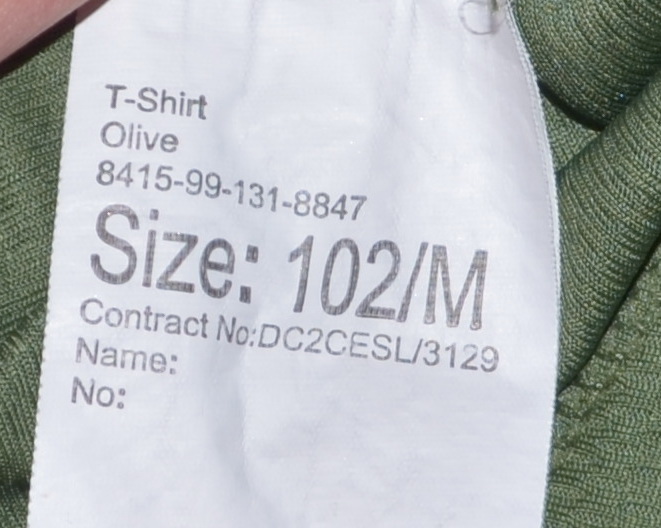 T-Shirt
Olive
8415-99-131-8847
Size: 102/M
Contract No:DC2CESL/3129
Name:
No: